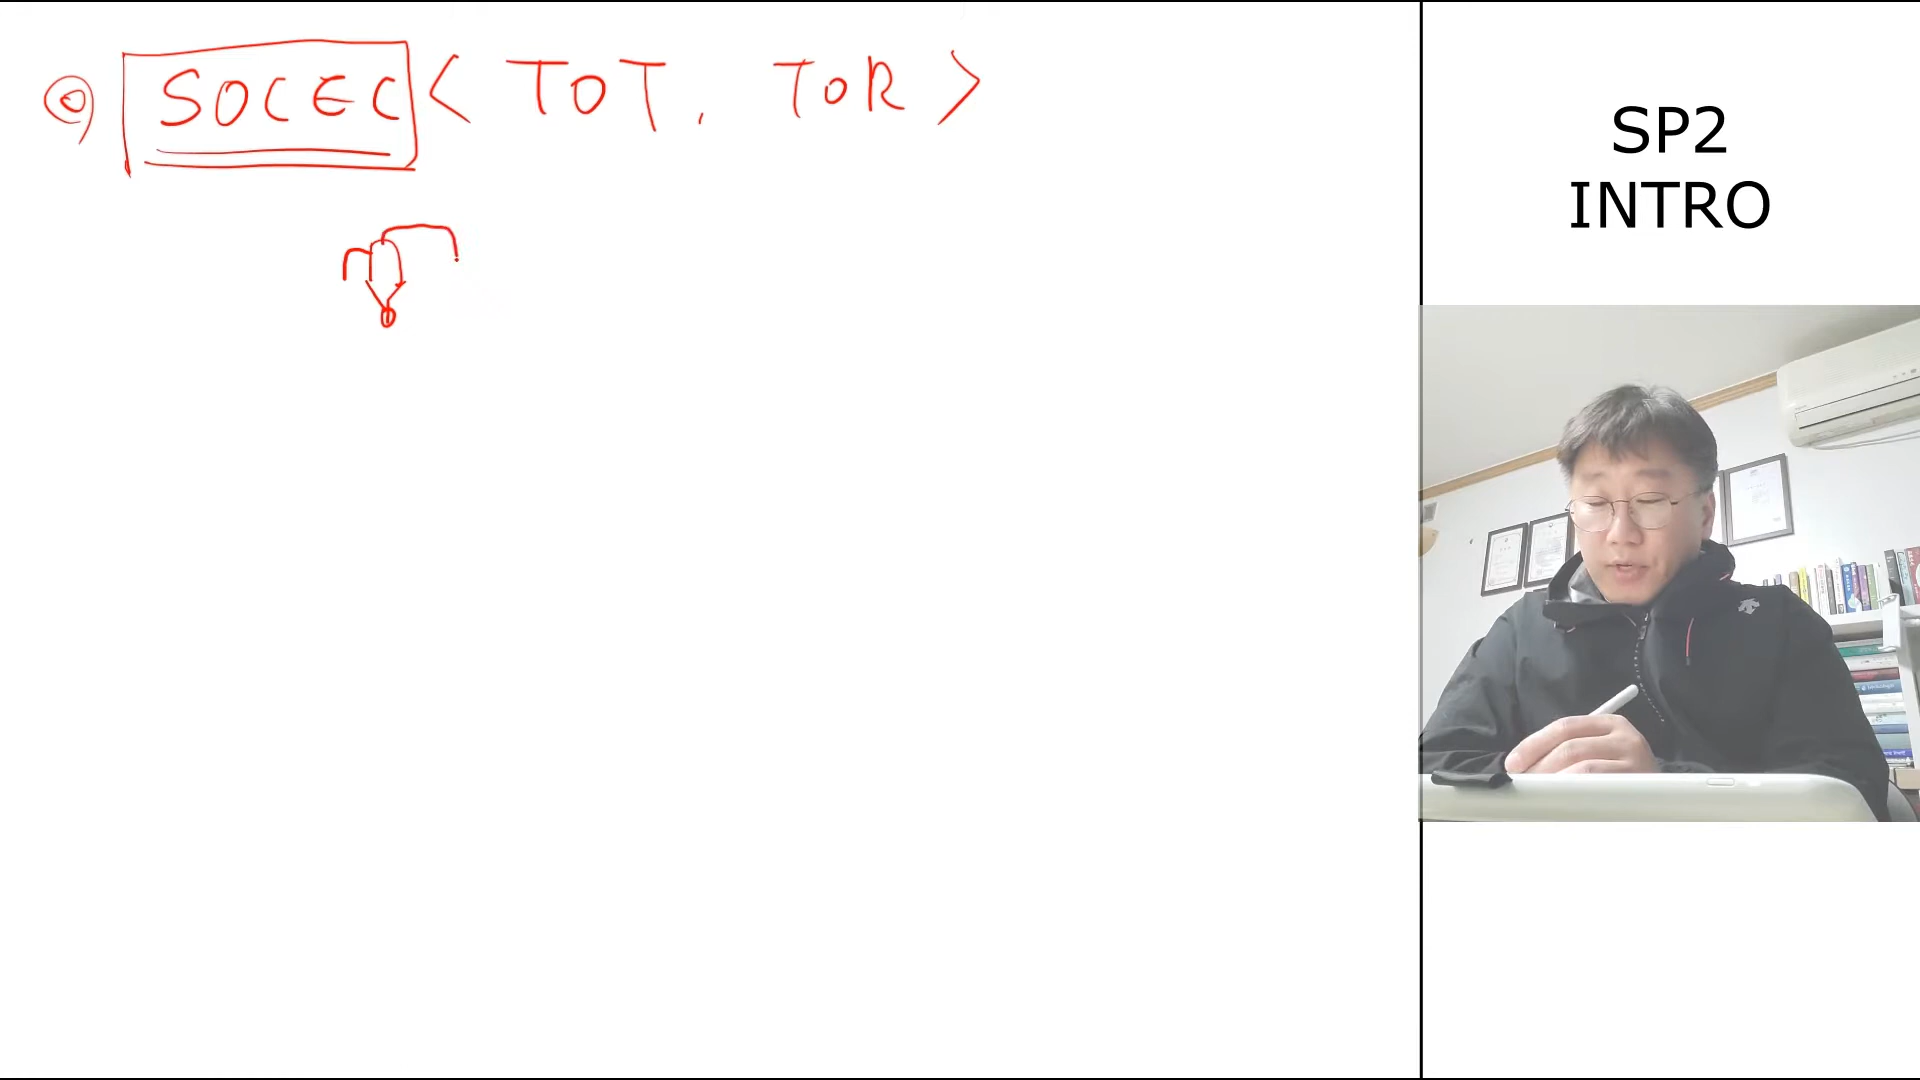 ◎ SOCEC < TOT, TOR >
SP2
INTRO